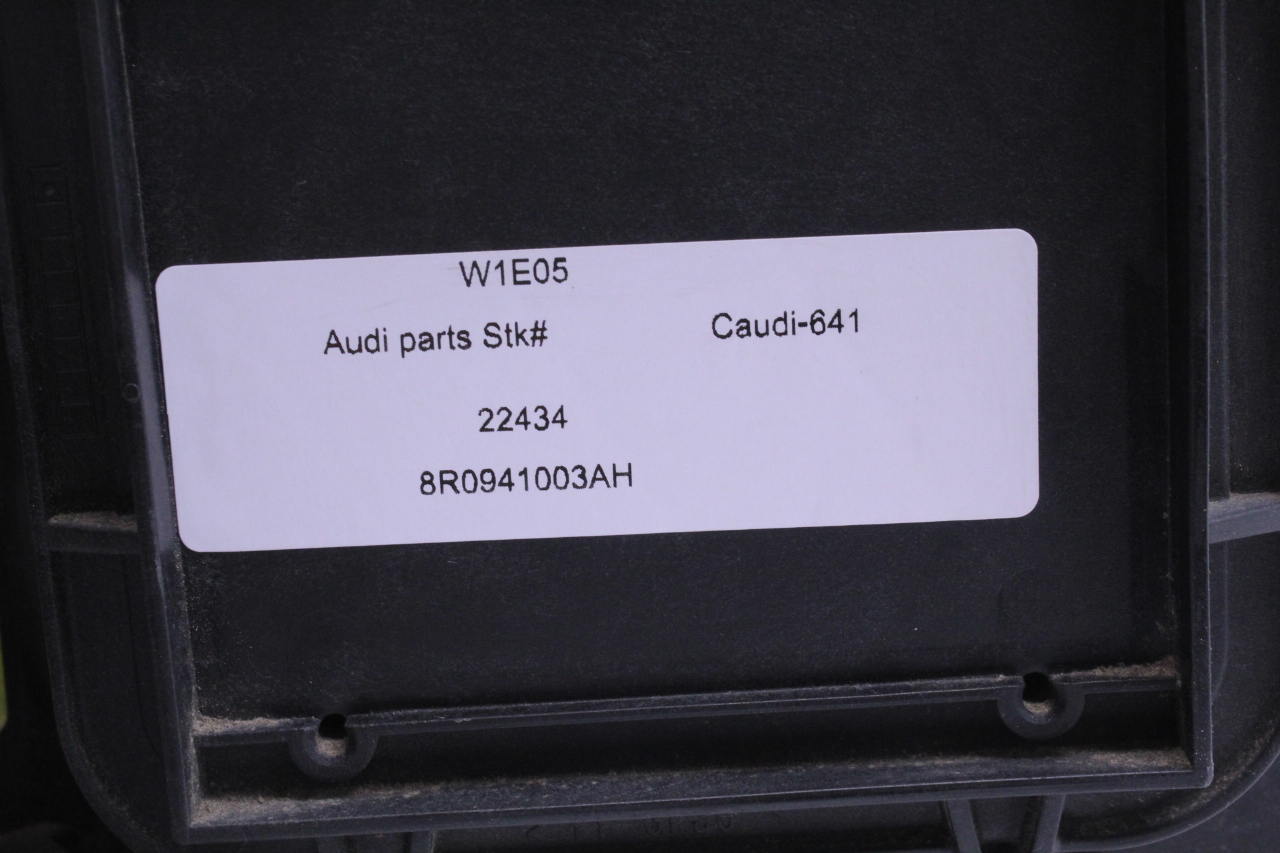 W1E05
Audi parts Stk# Caudi-641
22434
8R0941003AH